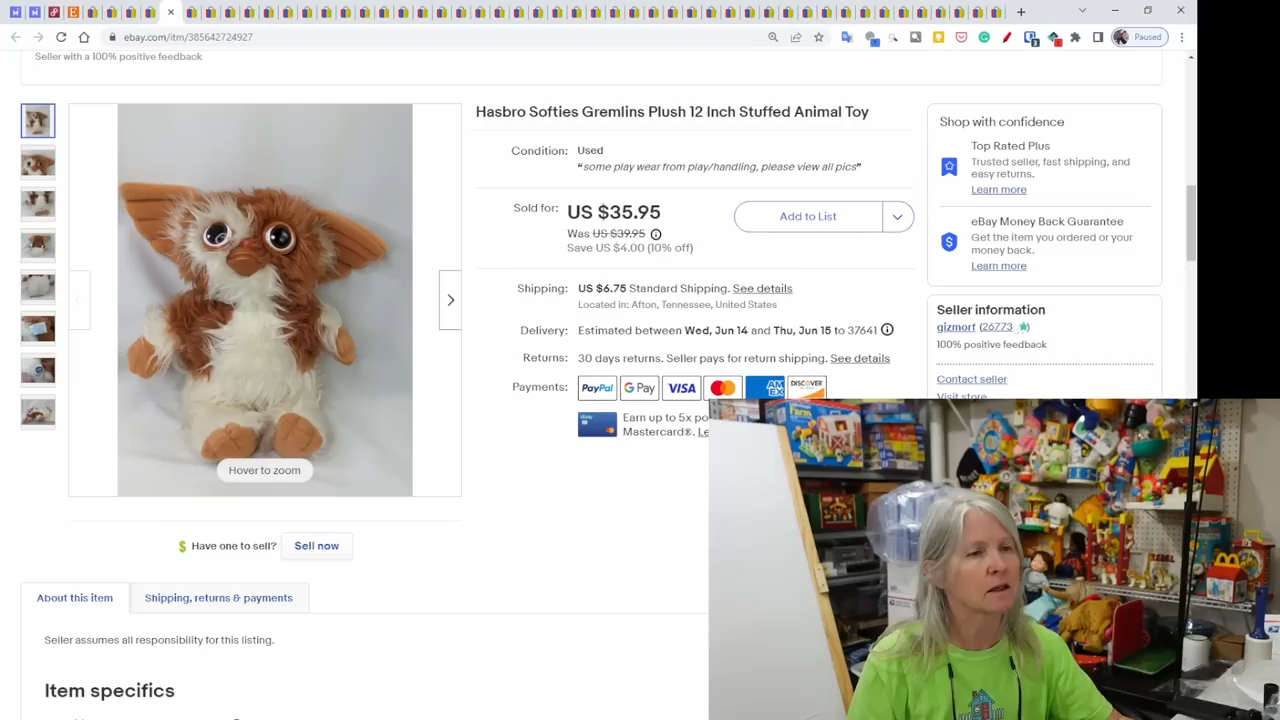 ebay.com/itm/385642724927
Paused
Seller with a 100% positive feedback
Hasbro Softies Gremlins Plush 12 Inch Stuffed Animal Toy
Condition: Used
“some play wear from play/handling, please view all pics”
Sold for: US $35.95
Was US $39.95
Save US $4.00 (10% off)
Add to List
Shipping: US $6.75 Standard Shipping. See details
Located in: Afton, Tennessee, United States
Delivery: Estimated between Wed, Jun 14 and Thu, Jun 15 to 37641
Returns: 30 days returns. Seller pays for return shipping. See details
Payments: PayPal G Pay VISA AM EX DISCOVER
Earn up to 5x po
Mastercard®. Le
Shop with confidence
Top Rated Plus
Trusted seller, fast shipping, and
easy returns.
Learn more
eBay Money Back Guarantee
Get the item you ordered or your
money back.
Learn more
Seller information
gizmorf (26773)
100% positive feedback
Contact seller
Visit store
Hover to zoom
Have one to sell? Sell now
About this item
Shipping, returns & payments
Seller assumes all responsibility for this listing.
Item specifics
Farm